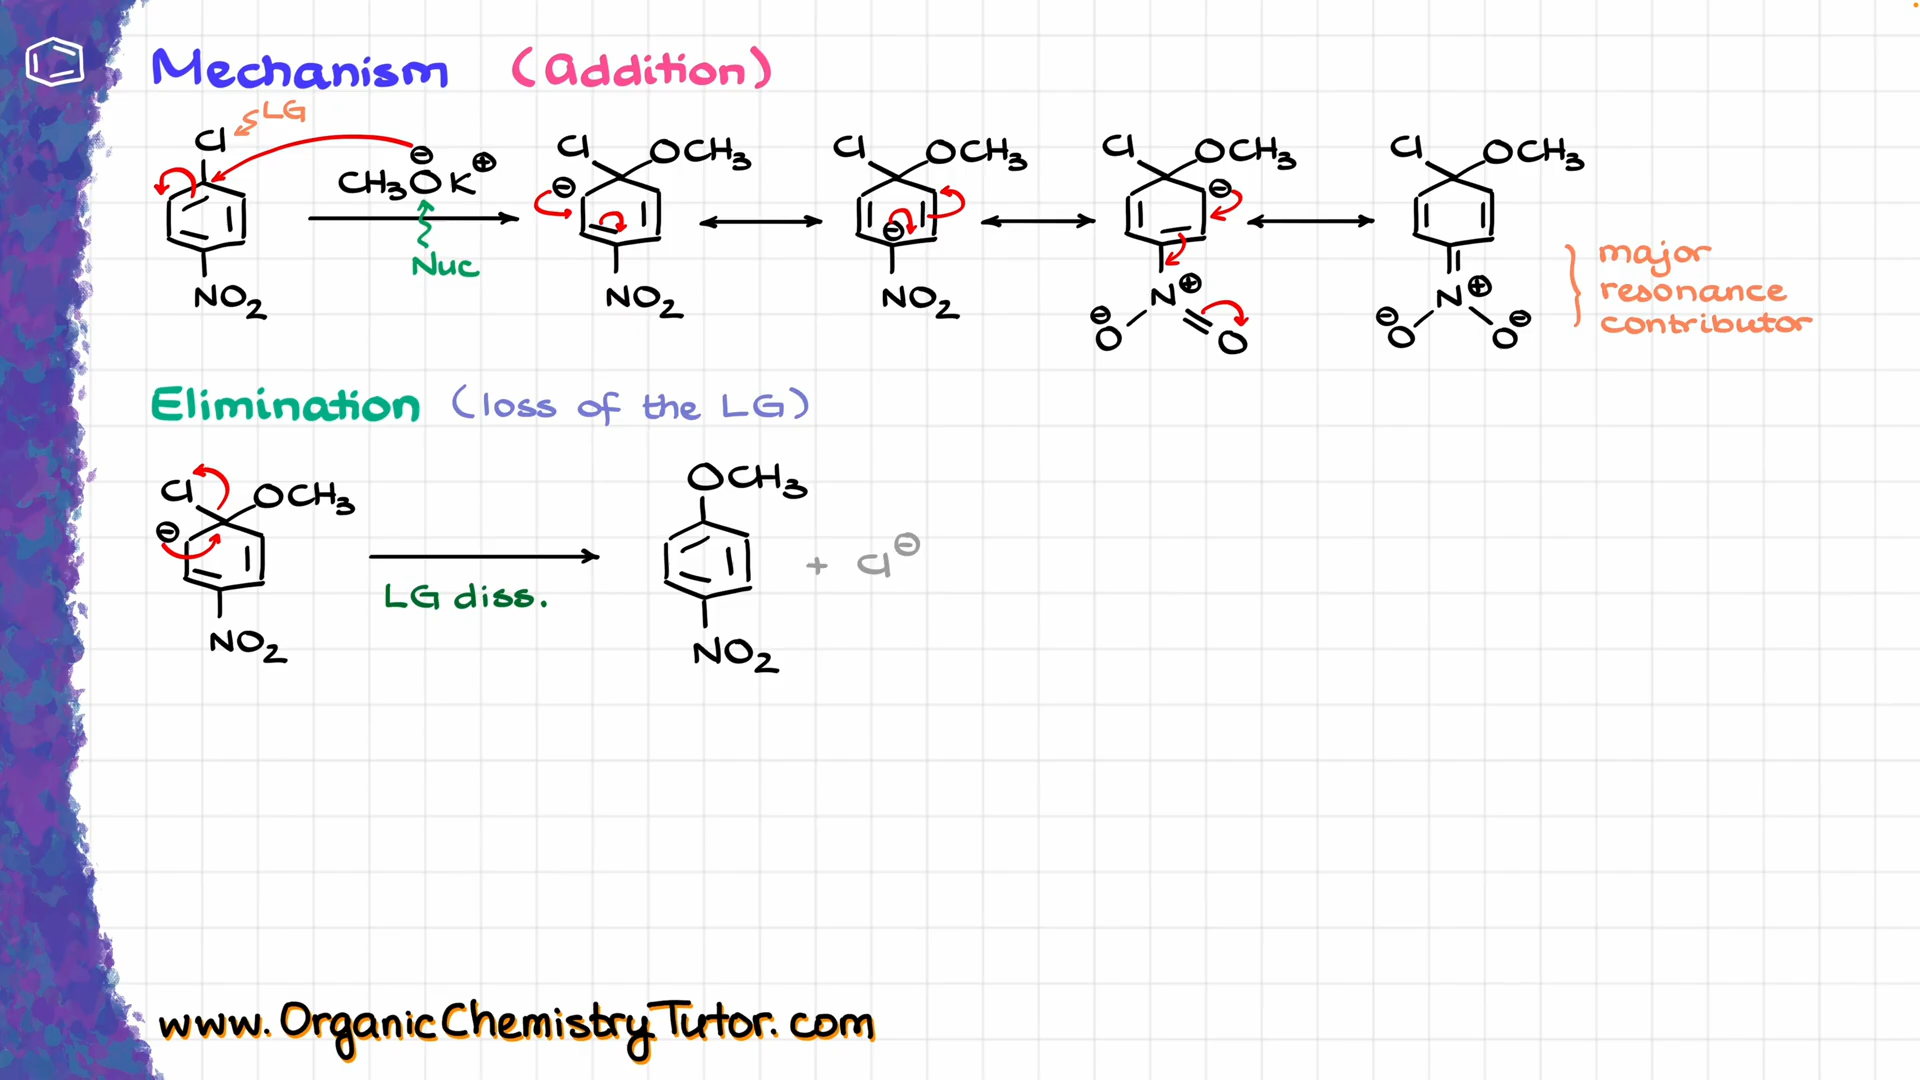 Mechanism (addition)
Cl LG
CH₃O⊖ K⊕
Nuc
NO₂
Cl OCH₃
⊖
NO₂
Cl OCH₃
⊖
NO₂
Cl OCH₃
⊖
N⊕
⊖O O
Cl OCH₃
N⊕
⊖O O⊖
major
resonance
contributor
Elimination (loss of the LG)
Cl OCH₃
⊖
NO₂
LG diss.
OCH₃
NO₂
+ Cl⊖
www.OrganicChemistryTutor.com